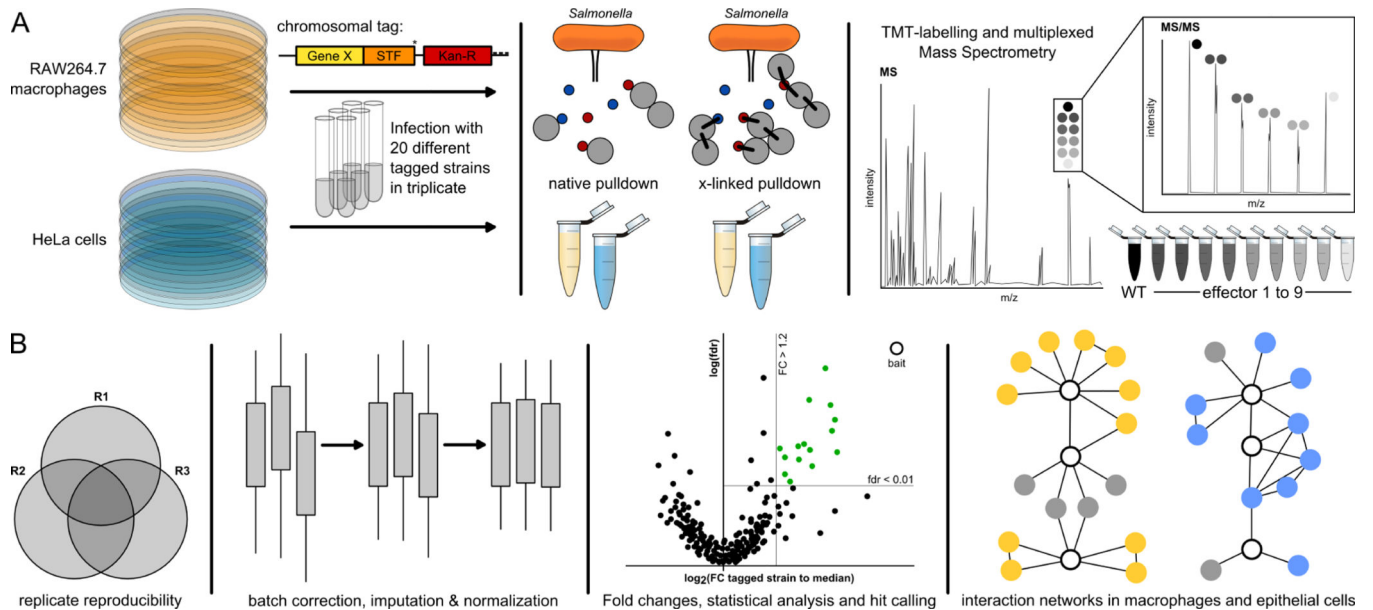 A
RAW264.7
macrophages
HeLa cells
chromosomal tag:
Gene X
STF
*
Kan-R
Infection with
20 different
tagged strains
in triplicate
Salmonella
Salmonella
native pulldown
x-linked pulldown
TMT-labelling and multiplexed
Mass Spectrometry
MS
intensity
m/z
MS/MS
intensity
m/z
WT
effector 1 to 9
B
R1
R2
R3
replicate reproducibility
batch correction, imputation & normalization
log(fdr)
FC > 1.2
bait
fdr < 0.01
log2(FC tagged strain to median)
Fold changes, statistical analysis and hit calling
interaction networks in macrophages and epithelial cells